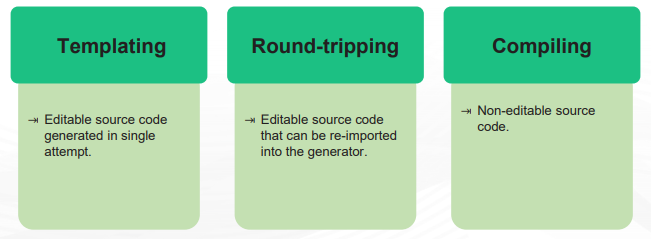 Templating
⇥ Editable source code
generated in single
attempt.
Round-tripping
⇥ Editable source code
that can be re-imported
into the generator.
Compiling
⇥ Non-editable source
code.